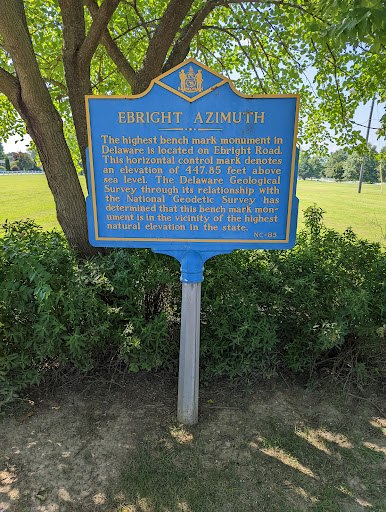 EBRIGHT AZIMUTH
The highest bench mark monument in
Delaware is located on Ebright Road.
This horizontal control mark denotes
an elevation of 447.85 feet above
sea level. The Delaware Geological
Survey through its relationship with
the National Geodetic Survey has
determined that this bench mark mon-
ument is in the vicinity of the highest
natural elevation in the state.
NC-85